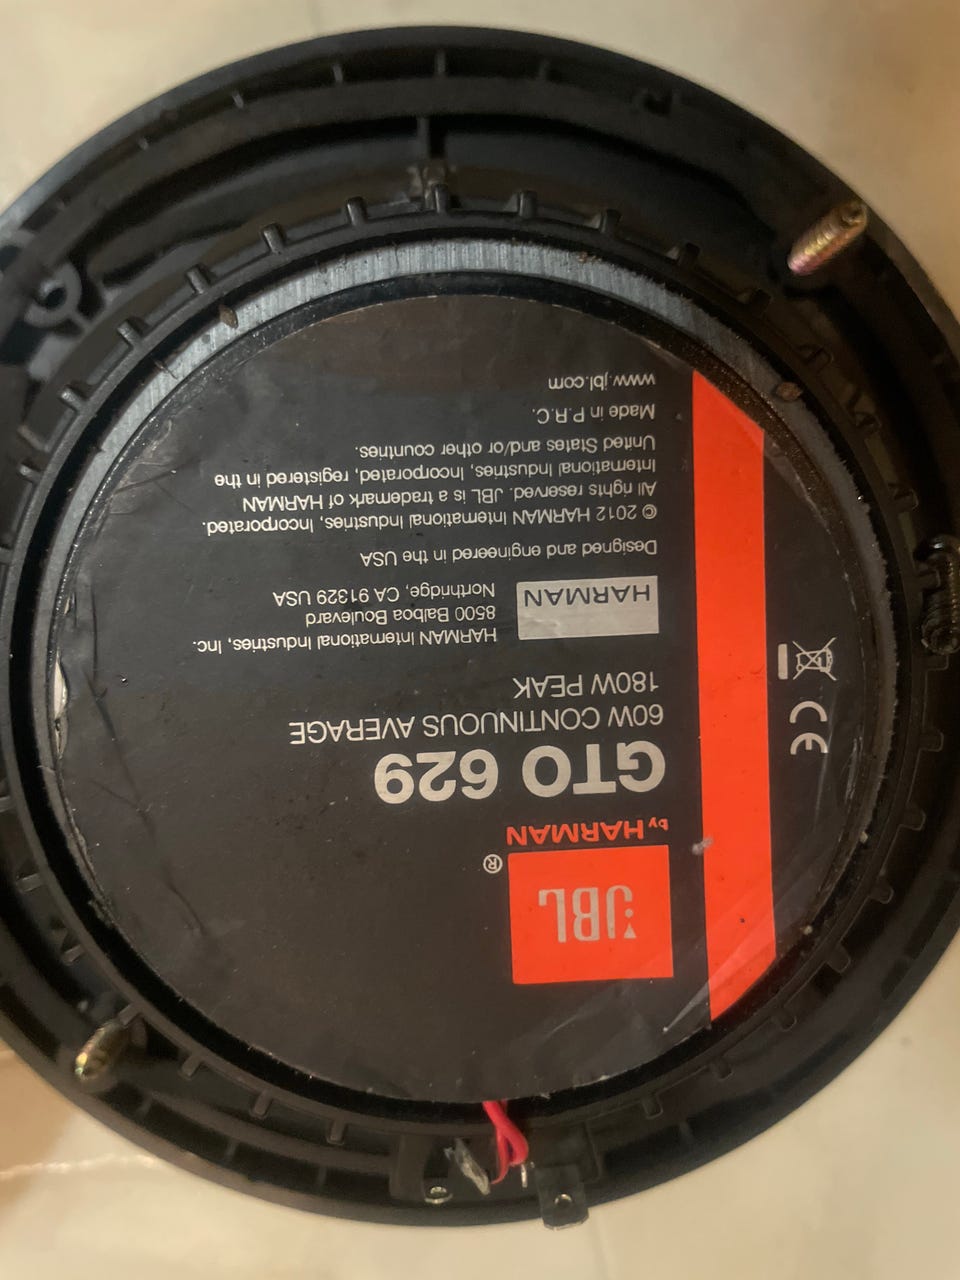 JBL®
by HARMAN
GTO 629
60W CONTINUOUS AVERAGE
180W PEAK
HARMAN
HARMAN International Industries, Inc.
8500 Balboa Boulevard
Northridge, CA 91329 USA
Designed and engineered in the USA
© 2012 HARMAN International Industries, Incorporated.
All rights reserved. JBL is a trademark of HARMAN
International Industries, Incorporated, registered in the
United States and/or other countries.
Made in P.R.C.
www.jbl.com
CE